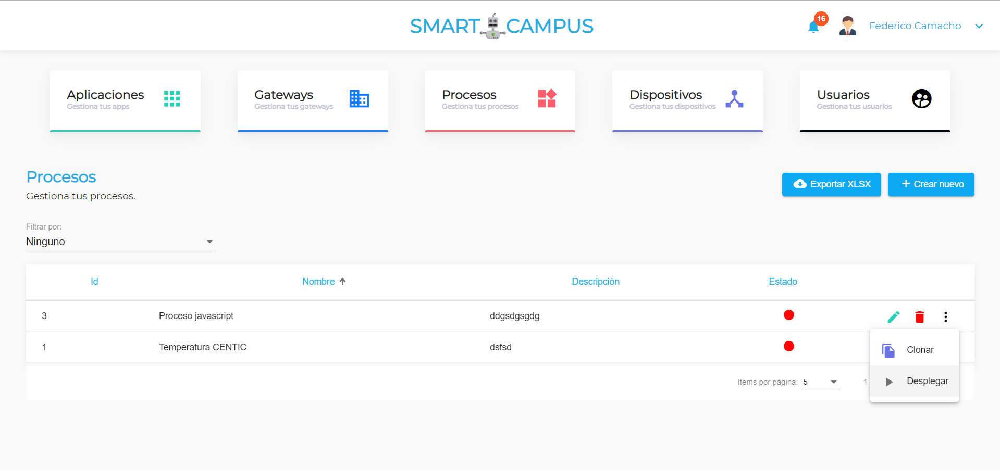 SMART CAMPUS
16
Federico Camacho
Aplicaciones
Gestiona tus apps
Gateways
Gestiona tus gateways
Procesos
Gestiona tus procesos
Dispositivos
Gestiona tus dispositivos
Usuarios
Gestiona tus usuarios
Procesos
Gestiona tus procesos.
Exportar XLSX
+ Crear nuevo
Filtrar por:
Ninguno
Id Nombre Descripción Estado
3 Proceso javascript ddgsdgsgdg
1 Temperatura CENTIC dsfsd
Clonar
Desplegar
Items por página: 5 1